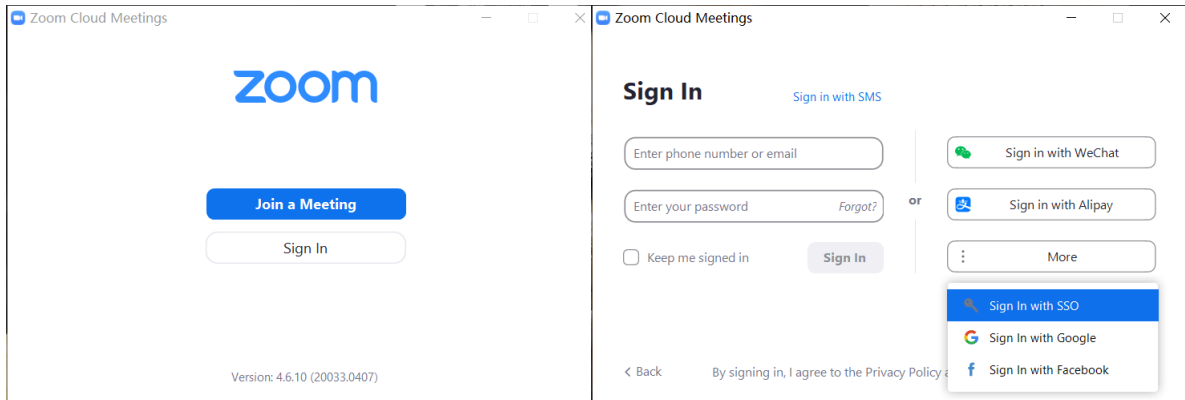 Zoom Cloud Meetings
zoom
Join a Meeting
Sign In
Version: 4.6.10 (20033.0407)
Zoom Cloud Meetings
Sign In
Sign in with SMS
Enter phone number or email
Enter your password Forgot?
Keep me signed in
Sign In
or
Sign in with WeChat
Sign in with Alipay
More
Sign In with SSO
Sign In with Google
Sign In with Facebook
< Back
By signing in, I agree to the Privacy Policy